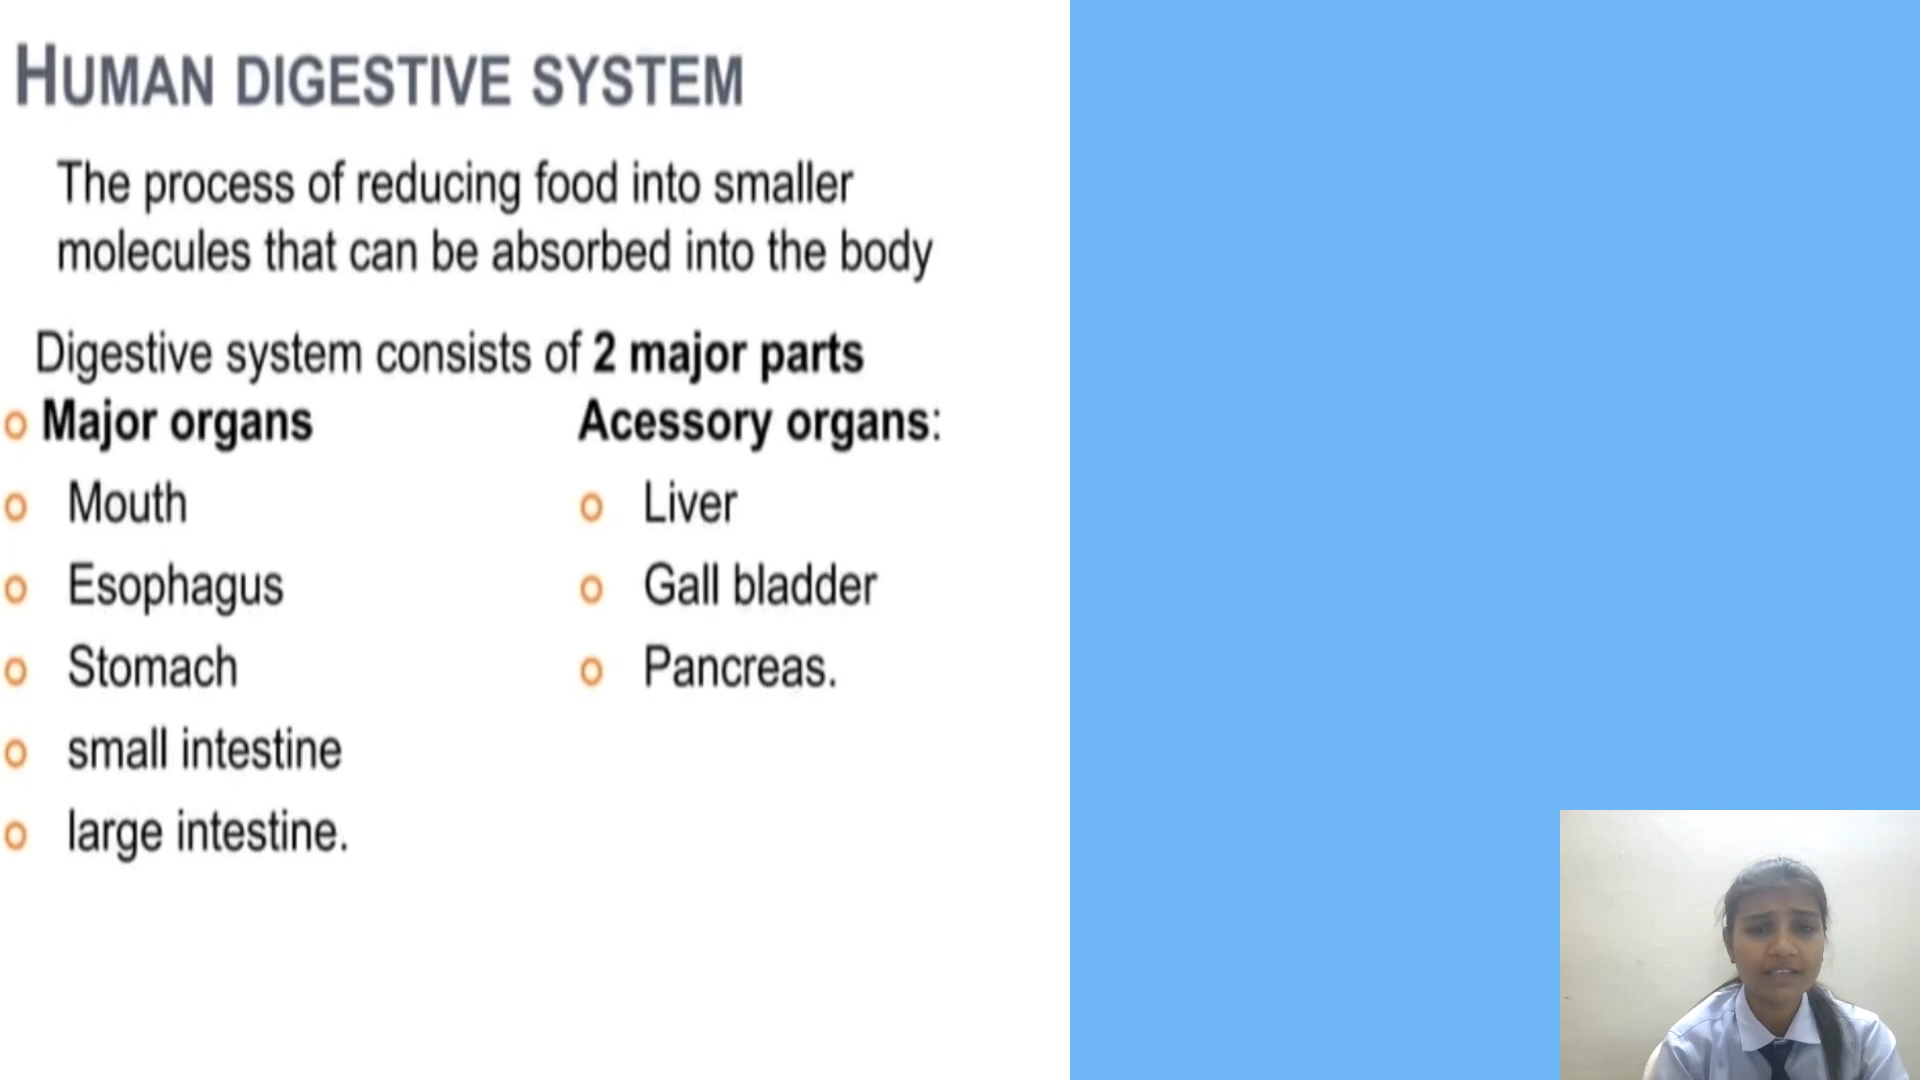 HUMAN DIGESTIVE SYSTEM
The process of reducing food into smaller
molecules that can be absorbed into the body
Digestive system consists of 2 major parts
Major organs
Mouth
Esophagus
Stomach
small intestine
large intestine.
Acessory organs:
Liver
Gall bladder
Pancreas.